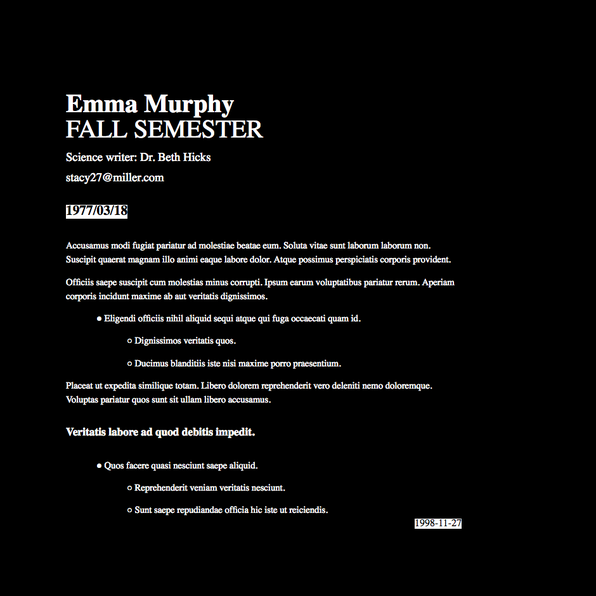 Emma Murphy
FALL SEMESTER
Science writer: Dr. Beth Hicks
stacy27@miller.com
1977/03/18
Accusamus modi fugiat pariatur ad molestiae beatae eum. Soluta vitae sunt laborum laborum non.
Suscipit quaerat magnam illo animi eaque labore dolor. Atque possimus perspiciatis corporis provident.
Officiis saepe suscipit cum molestias minus corrupti. Ipsum earum voluptatibus pariatur rerum. Aperiam
corporis incidunt maxime ab aut veritatis dignissimos.
Eligendi officiis nihil aliquid sequi atque qui fuga occaecati quam id.
Dignissimos veritatis quos.
Ducimus blanditiis iste nisi maxime porro praesentium.
Placeat ut expedita similique totam. Libero dolorem reprehenderit vero deleniti nemo doloremque.
Voluptas pariatur quos sunt sit ullam libero accusamus.
Veritatis labore ad quod debitis impedit.
Quos facere quasi nesciunt saepe aliquid.
Reprehenderit veniam veritatis nesciunt.
Sunt saepe repudiandae officia hic iste ut reiciendis.
1998-11-27